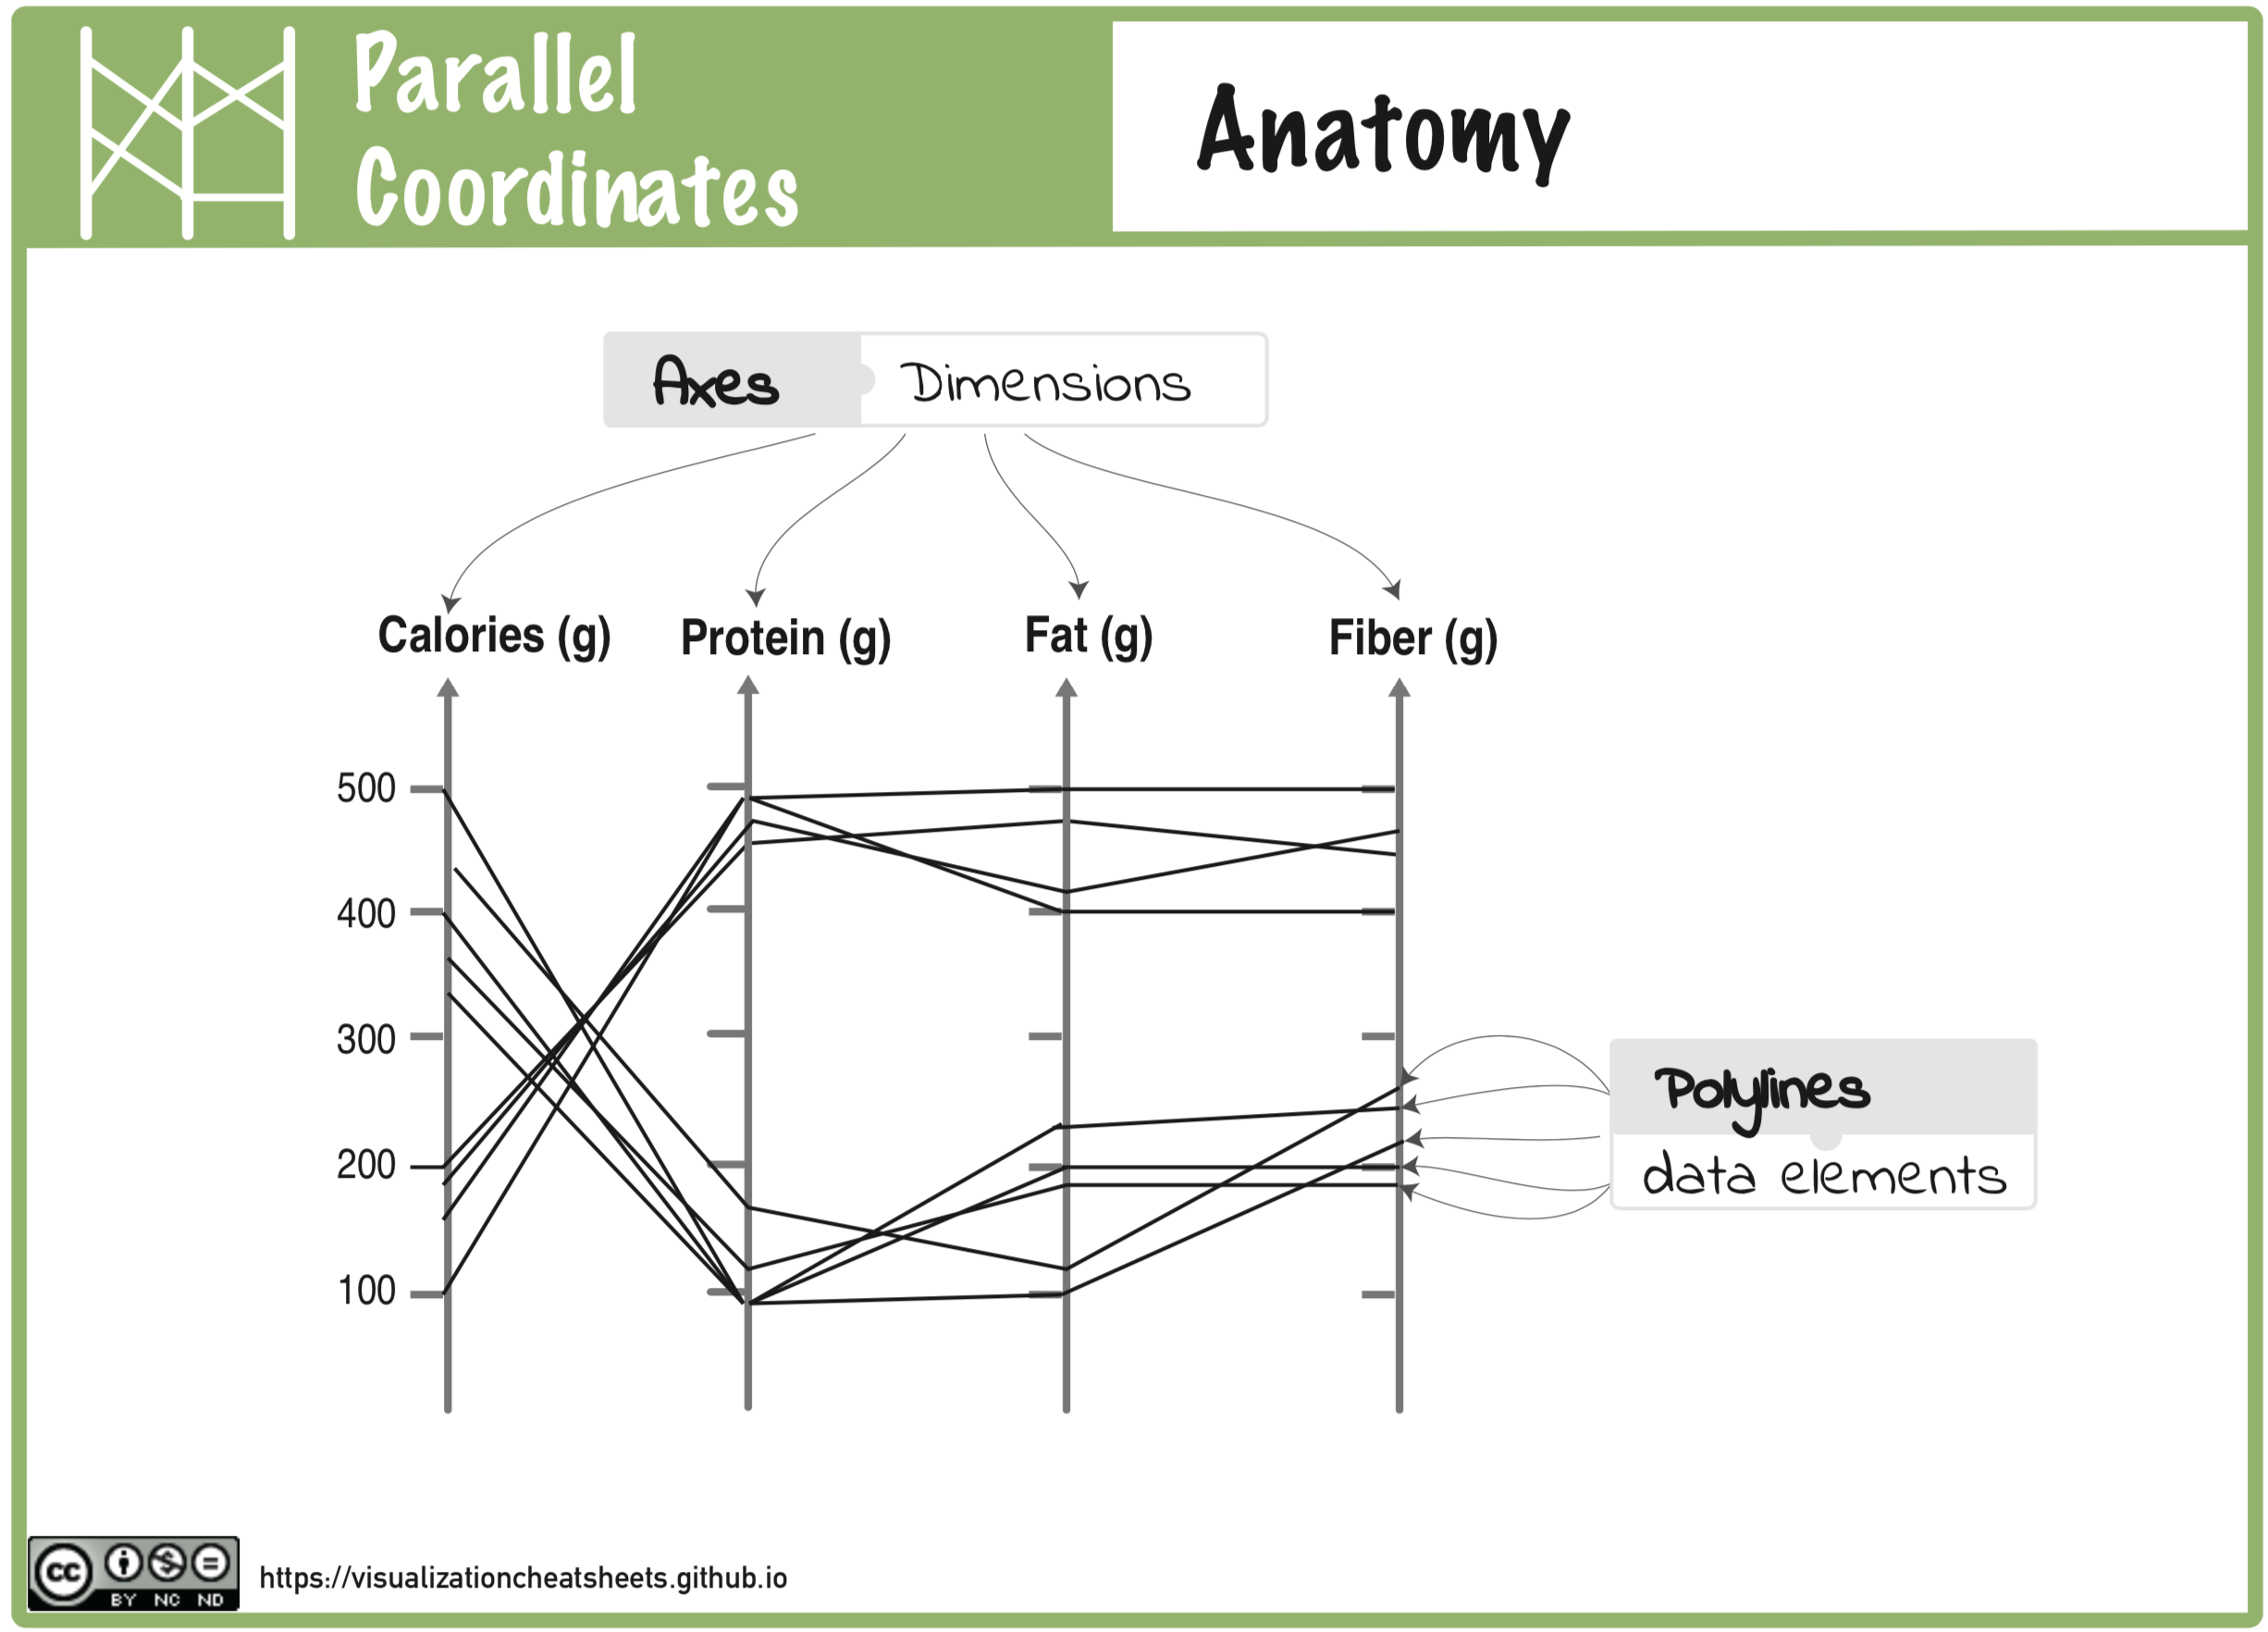 Parallel
Coordinates
Anatomy
Axes Dimensions
Calories (g) Protein (g) Fat (g) Fiber (g)
500
400
300
200
100
Polylines
data elements
cc
BY NC ND
https://visualizationcheatsheets.github.io